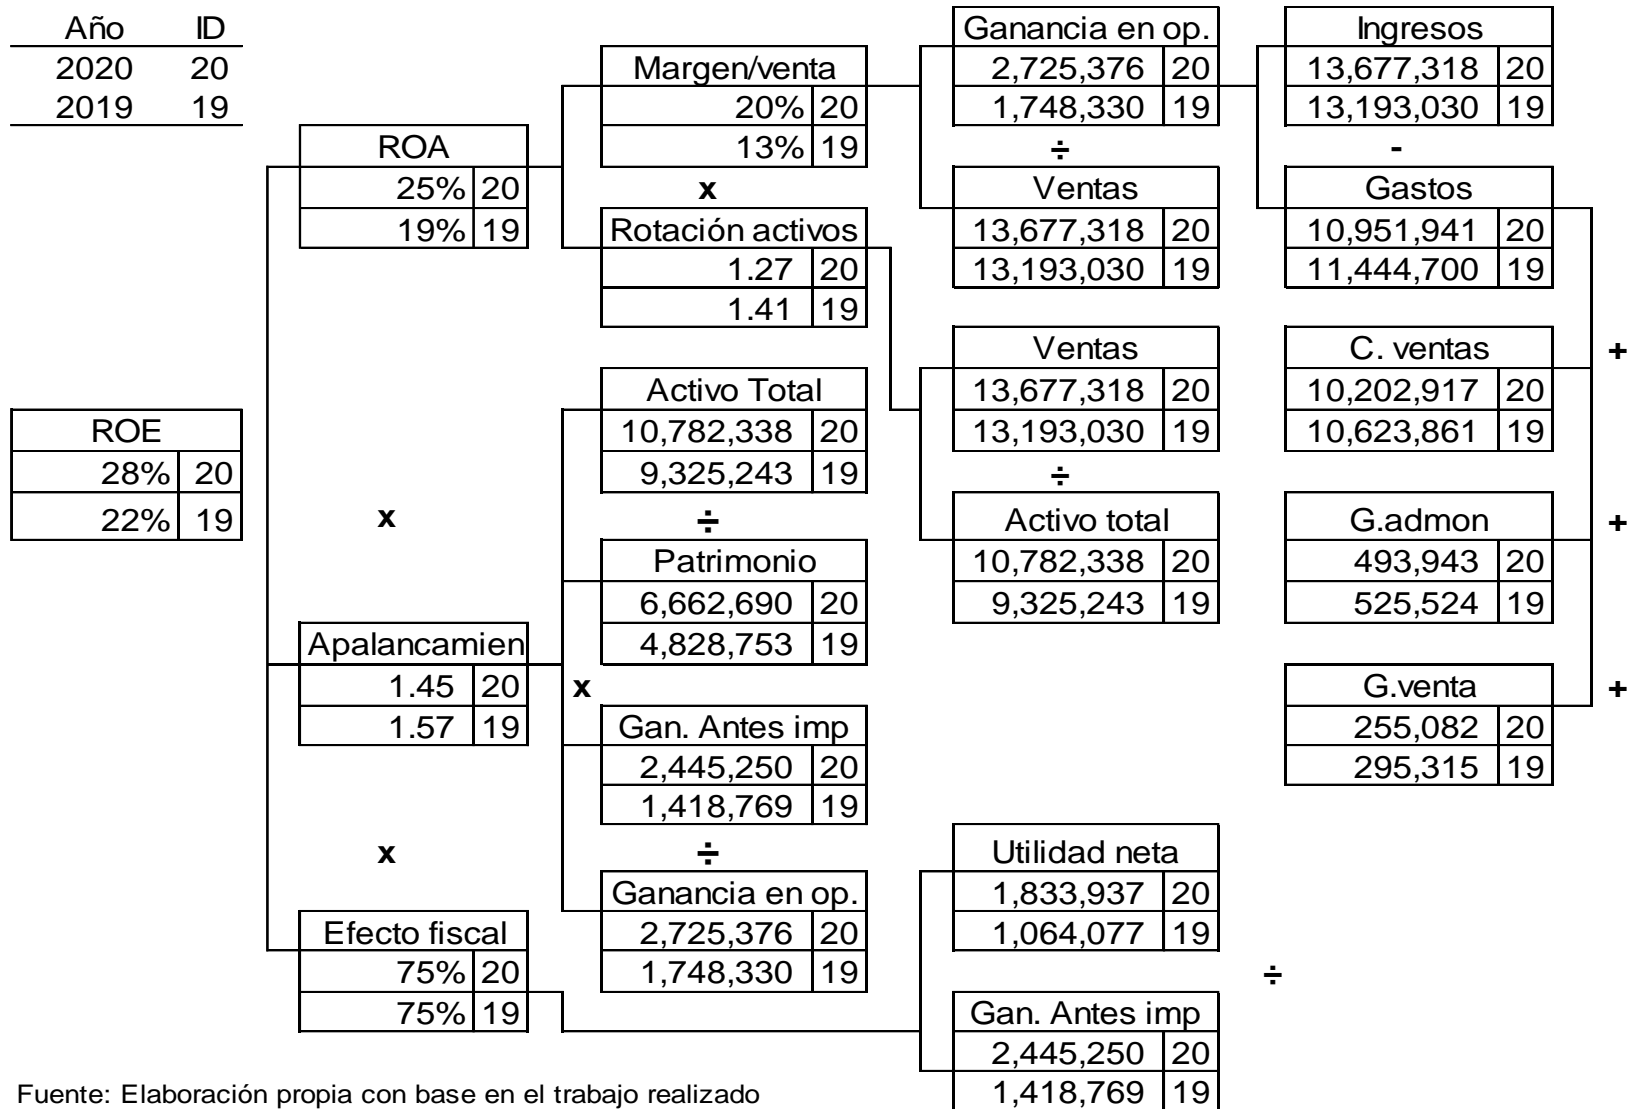 Año ID
2020 20
2019 19
ROE
28% 20
22% 19
ROA
25% 20
19% 19
x
Apalancamien
1.45 20
1.57 19
x
Efecto fiscal
75% 20
75% 19
Margen/venta
20% 20
13% 19
x
Rotación activos
1.27 20
1.41 19
Activo Total
10,782,338 20
9,325,243 19
÷
Patrimonio
6,662,690 20
4,828,753 19
x
Gan. Antes imp
2,445,250 20
1,418,769 19
÷
Ganancia en op.
2,725,376 20
1,748,330 19
Ganancia en op.
2,725,376 20
1,748,330 19
÷
Ventas
13,677,318 20
13,193,030 19
Ventas
13,677,318 20
13,193,030 19
÷
Activo total
10,782,338 20
9,325,243 19
Utilidad neta
1,833,937 20
1,064,077 19
÷
Gan. Antes imp
2,445,250 20
1,418,769 19
Ingresos
13,677,318 20
13,193,030 19
-
Gastos
10,951,941 20
11,444,700 19
C. ventas
10,202,917 20
10,623,861 19
+
G.admon
493,943 20
525,524 19
+
G.venta
255,082 20
295,315 19
+
Fuente: Elaboración propia con base en el trabajo realizado